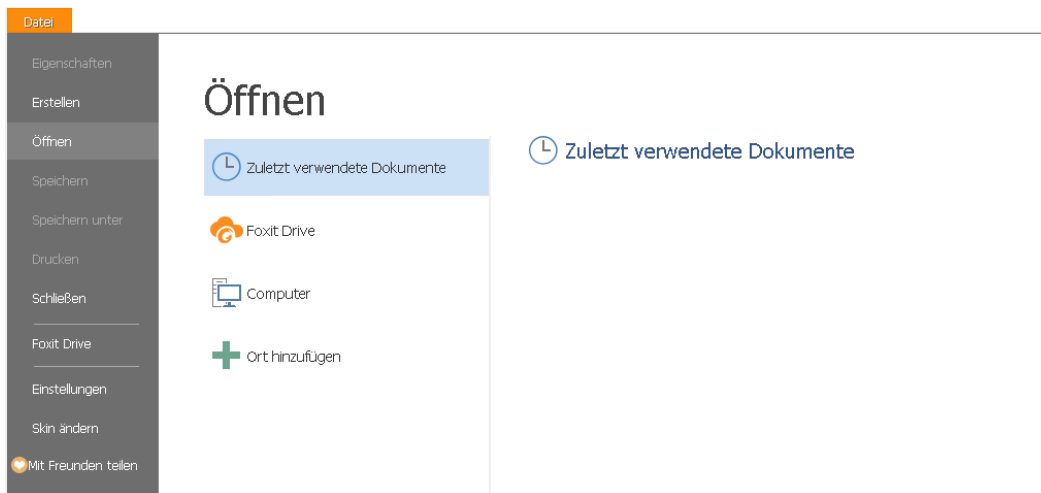 Datei
Eigenschaften
Erstellen
Öffnen
Speichern
Speichern unter
Drucken
Schließen
Foxit Drive
Einstellungen
Skin ändern
Mit Freunden teilen
Öffnen
Zuletzt verwendete Dokumente
Foxit Drive
Computer
Ort hinzufügen
Zuletzt verwendete Dokumente